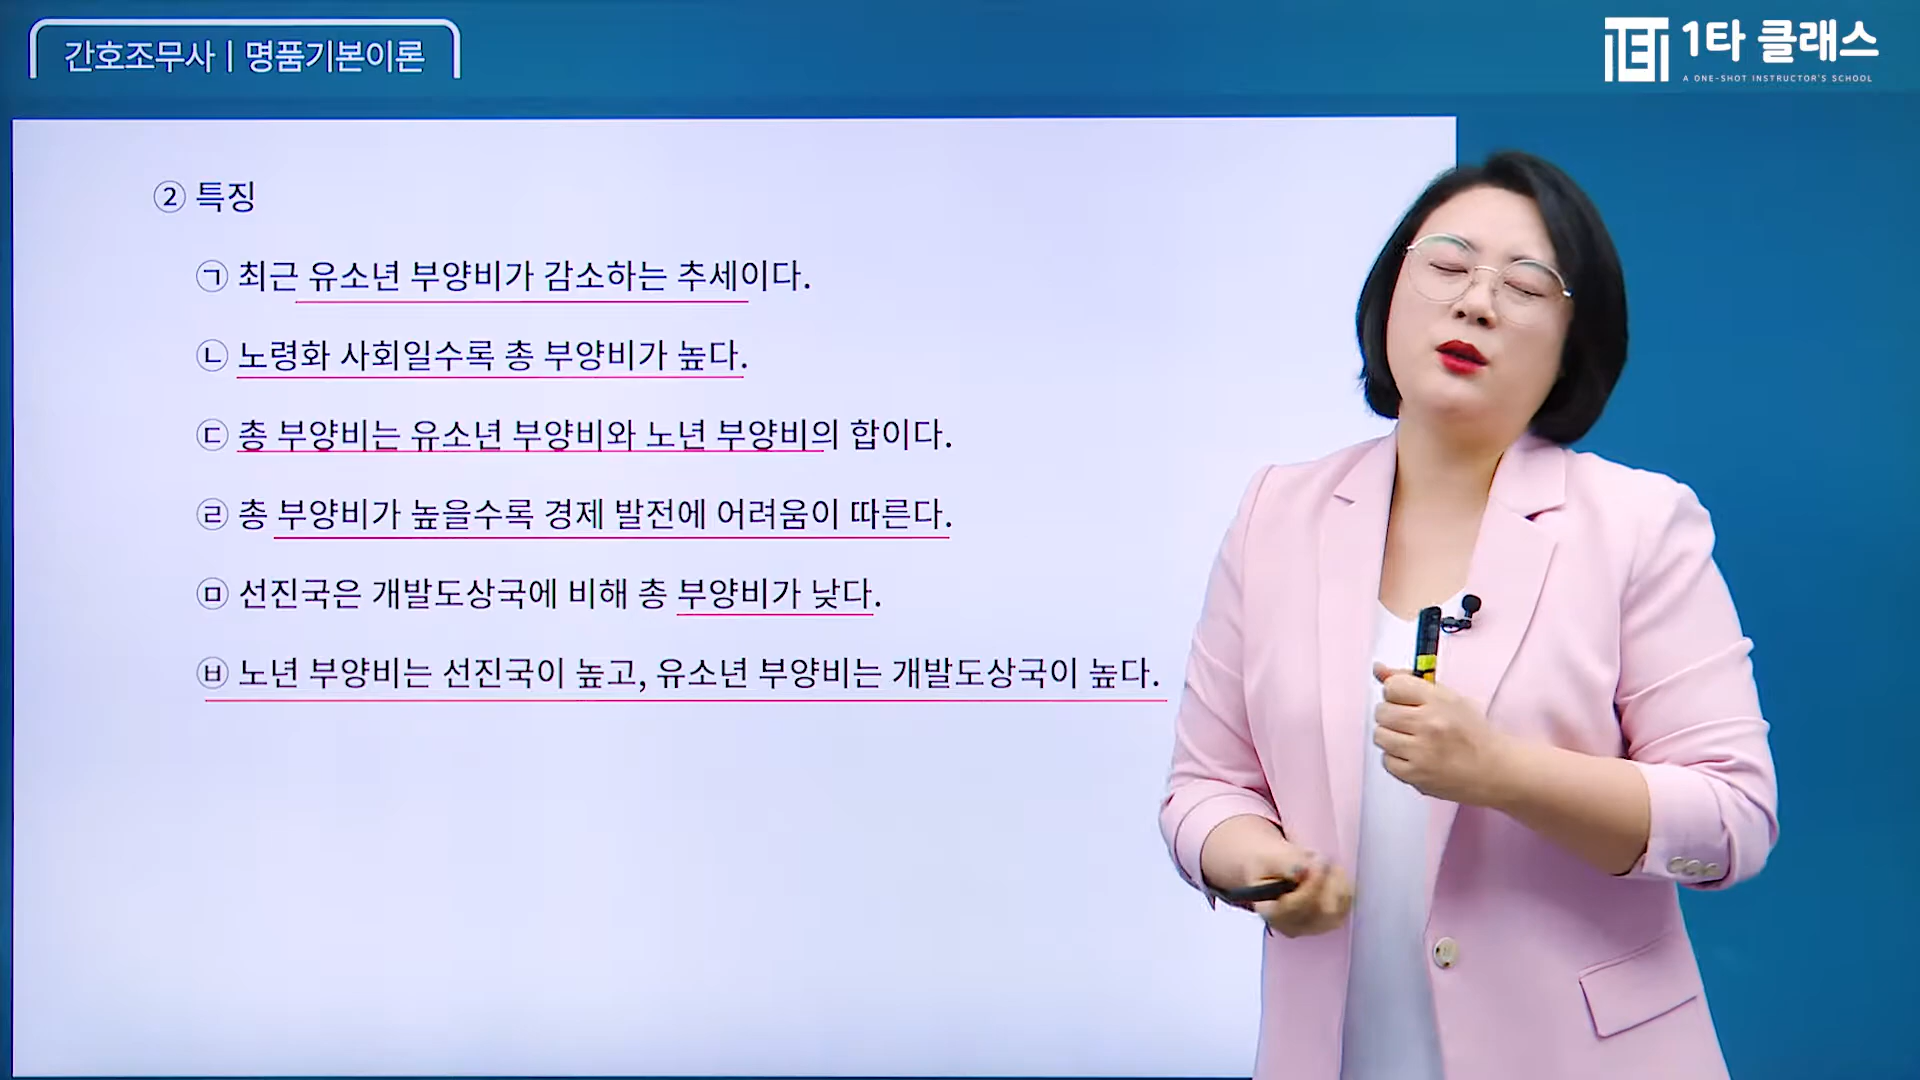 간호조무사 | 명품기본이론
1타 클래스
A ONE-SHOT INSTRUCTOR'S SCHOOL
② 특징
㉠ 최근 유소년 부양비가 감소하는 추세이다.
㉡ 노령화 사회일수록 총 부양비가 높다.
㉢ 총 부양비는 유소년 부양비와 노년 부양비의 합이다.
㉣ 총 부양비가 높을수록 경제 발전에 어려움이 따른다.
㉤ 선진국은 개발도상국에 비해 총 부양비가 낮다.
㉥ 노년 부양비는 선진국이 높고, 유소년 부양비는 개발도상국이 높다.